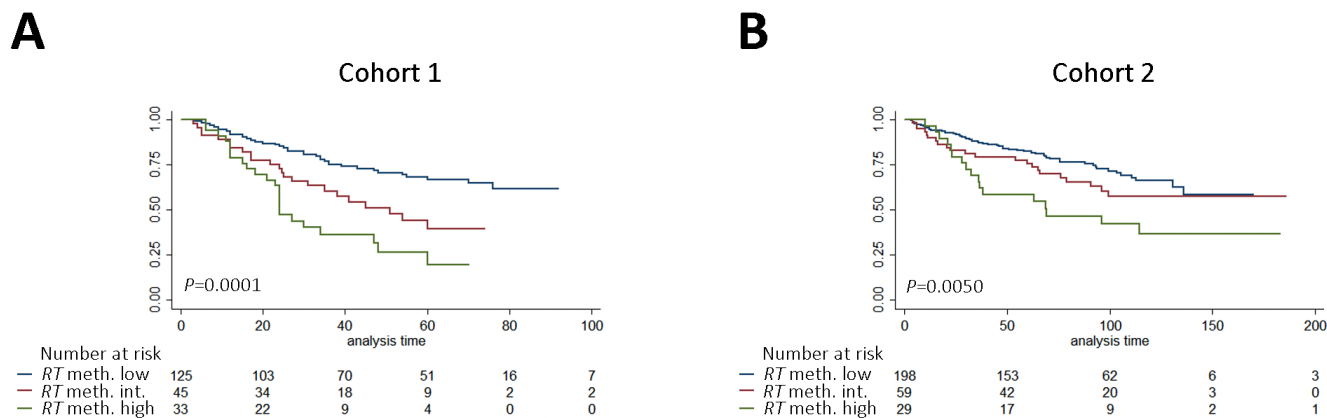 A
Cohort 1
1.00
0.75
0.50
0.25
0.00
P=0.0001
0 20 40 60 80 100
analysis time
Number at risk
RT meth. low 125 103 70 51 16 7
RT meth. int. 45 34 18 9 2 2
RT meth. high 33 22 9 4 0 0
B
Cohort 2
1.00
0.75
0.50
0.25
0.00
P=0.0050
0 50 100 150 200
analysis time
Number at risk
RT meth. low 198 153 62 6 3
RT meth. int. 59 42 20 3 0
RT meth. high 29 17 9 2 1